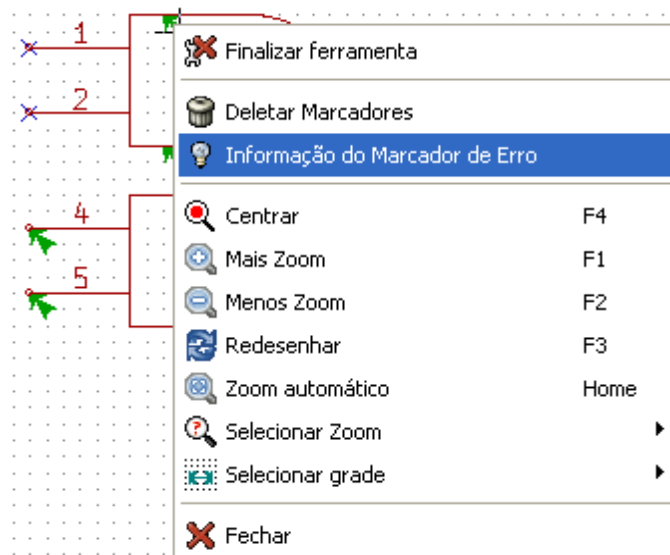 1
2
4
5
Finalizar ferramenta
Deletar Marcadores
Informação do Marcador de Erro
Centrar F4
Mais Zoom F1
Menos Zoom F2
Redesenhar F3
Zoom automático Home
Selecionar Zoom
Selecionar grade
Fechar